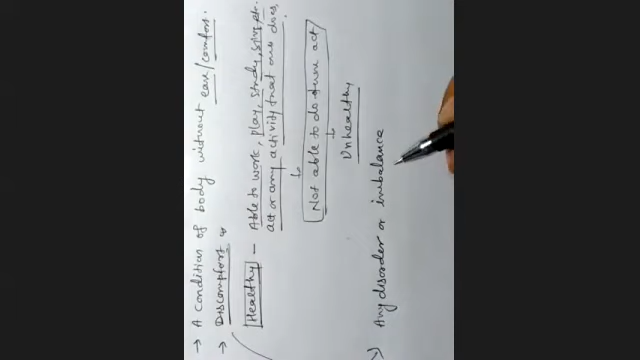 → A condition of body without ease/comfort.
→ Discomfort
Healthy – Able to work, play, study, sing, etc.
act or any activity that one does.
↓
Not able to do these act
↓
Unhealthy
Any disorder or imbalance